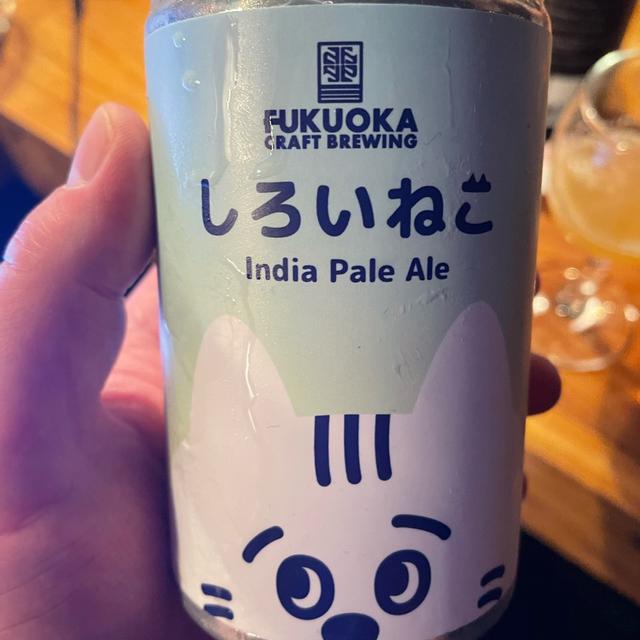 FUKUOKA
CRAFT BREWING
しろいねこ
India Pale Ale